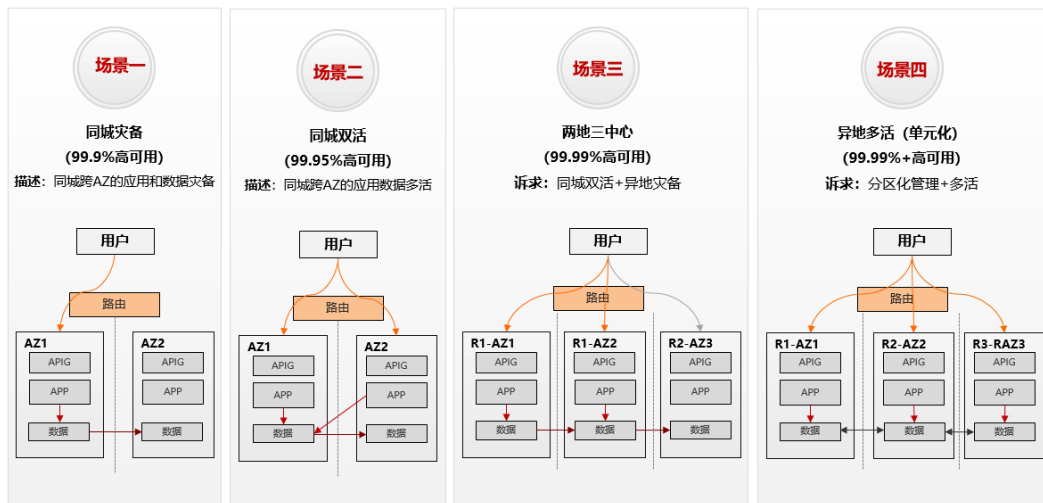 场景一
同城灾备
(99.9%高可用)
描述：同城跨AZ的应用和数据灾备
用户
路由
AZ1
AZ2
APIG
APIG
APP
APP
数据
数据
场景二
同城双活
(99.95%高可用)
描述：同城跨AZ的应用数据多活
用户
路由
AZ1
AZ2
APIG
APIG
APP
APP
数据
数据
场景三
两地三中心
(99.99%高可用)
诉求：同城双活+异地灾备
用户
路由
R1-AZ1
R1-AZ2
R2-AZ3
APIG
APIG
APIG
APP
APP
APP
数据
数据
数据
场景四
异地多活（单元化）
(99.99%+高可用)
诉求：分区化管理+多活
用户
路由
R1-AZ1
R2-AZ2
R3-RAZ3
APIG
APIG
APIG
APP
APP
APP
数据
数据
数据